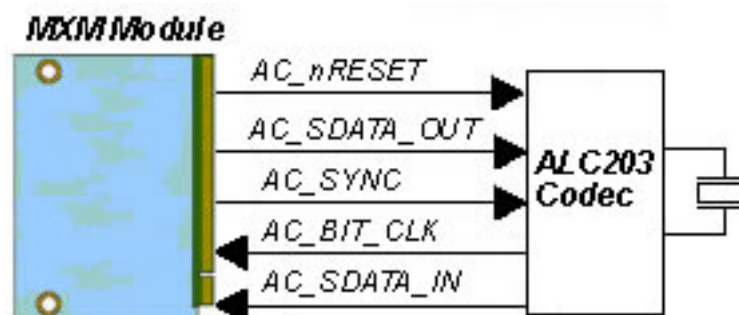 MXM Module
AC_nRESET
AC_SDATA_OUT
AC_SYNC
AC_BIT_CLK
AC_SDATA_IN
ALC203
Codec